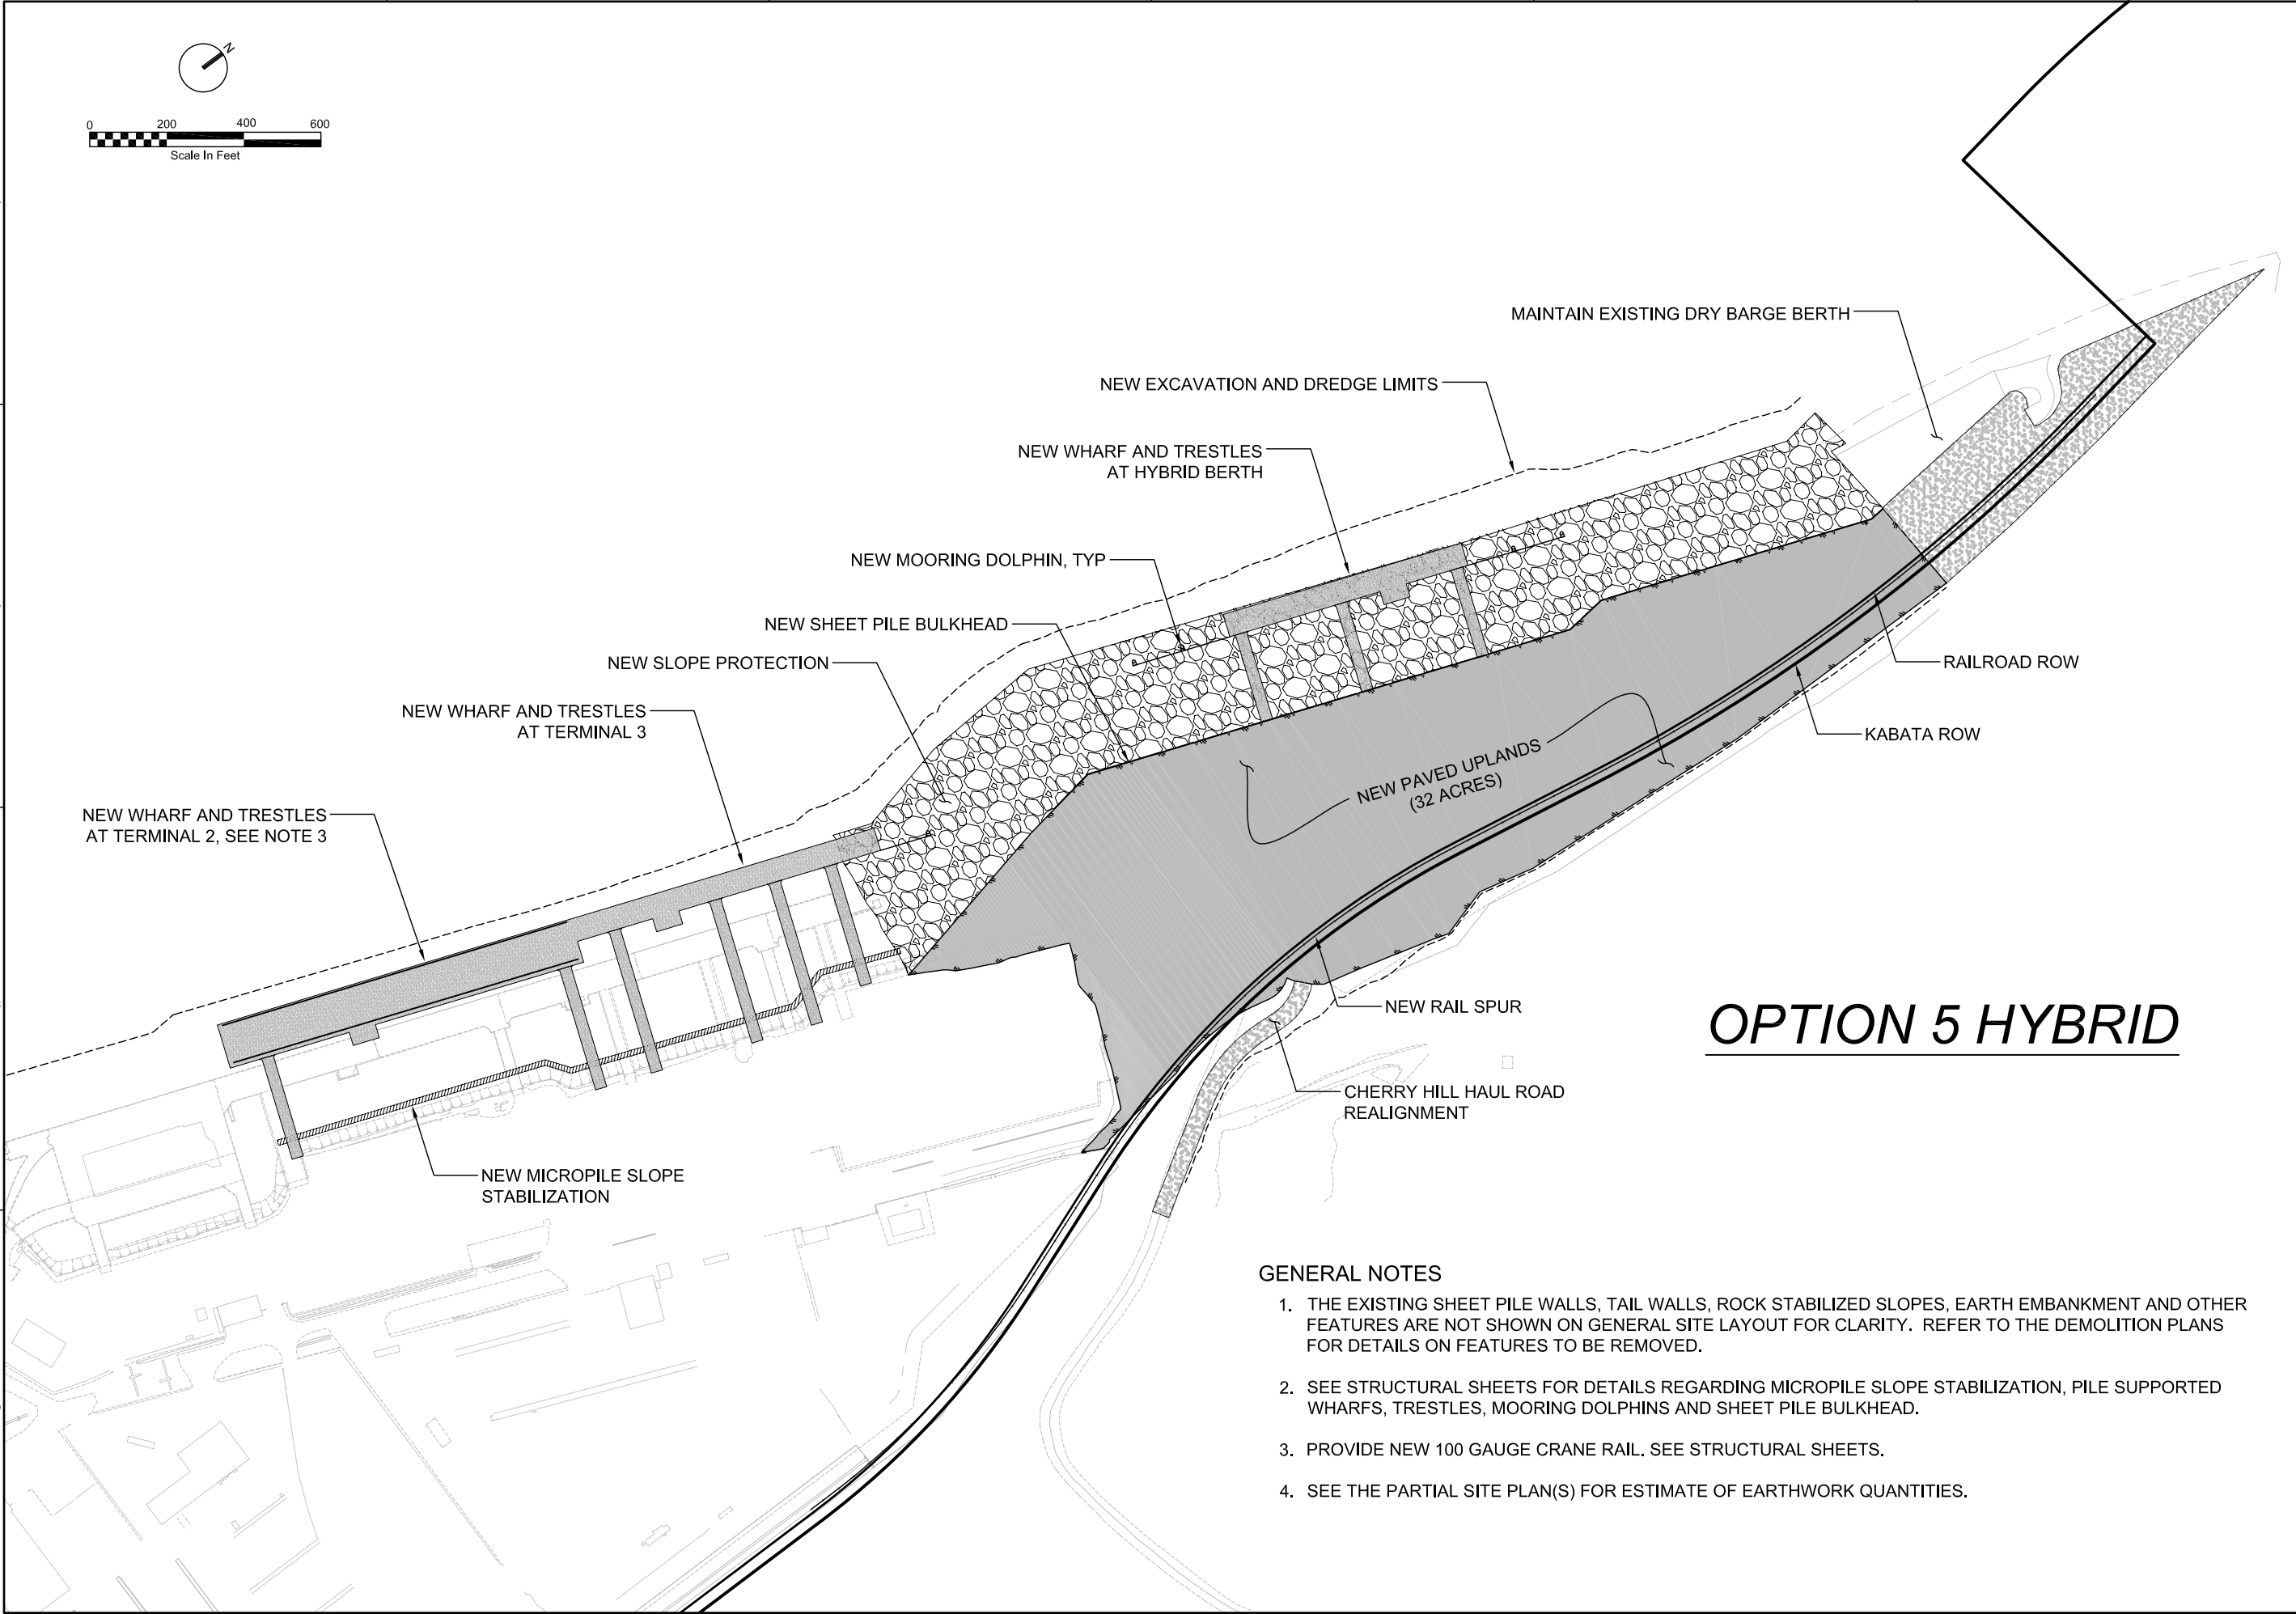 N
0 200 400 600
Scale In Feet
MAINTAIN EXISTING DRY BARGE BERTH
NEW EXCAVATION AND DREDGE LIMITS
NEW WHARF AND TRESTLES
AT HYBRID BERTH
NEW MOORING DOLPHIN, TYP
NEW SHEET PILE BULKHEAD
NEW SLOPE PROTECTION
RAILROAD ROW
NEW WHARF AND TRESTLES
AT TERMINAL 3
KABATA ROW
NEW PAVED UPLANDS
(32 ACRES)
NEW WHARF AND TRESTLES
AT TERMINAL 2, SEE NOTE 3
NEW RAIL SPUR
OPTION 5 HYBRID
CHERRY HILL HAUL ROAD
REALIGNMENT
NEW MICROPILE SLOPE
STABILIZATION
GENERAL NOTES
1. THE EXISTING SHEET PILE WALLS, TAIL WALLS, ROCK STABILIZED SLOPES, EARTH EMBANKMENT AND OTHER
FEATURES ARE NOT SHOWN ON GENERAL SITE LAYOUT FOR CLARITY. REFER TO THE DEMOLITION PLANS
FOR DETAILS ON FEATURES TO BE REMOVED.
2. SEE STRUCTURAL SHEETS FOR DETAILS REGARDING MICROPILE SLOPE STABILIZATION, PILE SUPPORTED
WHARFS, TRESTLES, MOORING DOLPHINS AND SHEET PILE BULKHEAD.
3. PROVIDE NEW 100 GAUGE CRANE RAIL. SEE STRUCTURAL SHEETS.
4. SEE THE PARTIAL SITE PLAN(S) FOR ESTIMATE OF EARTHWORK QUANTITIES.